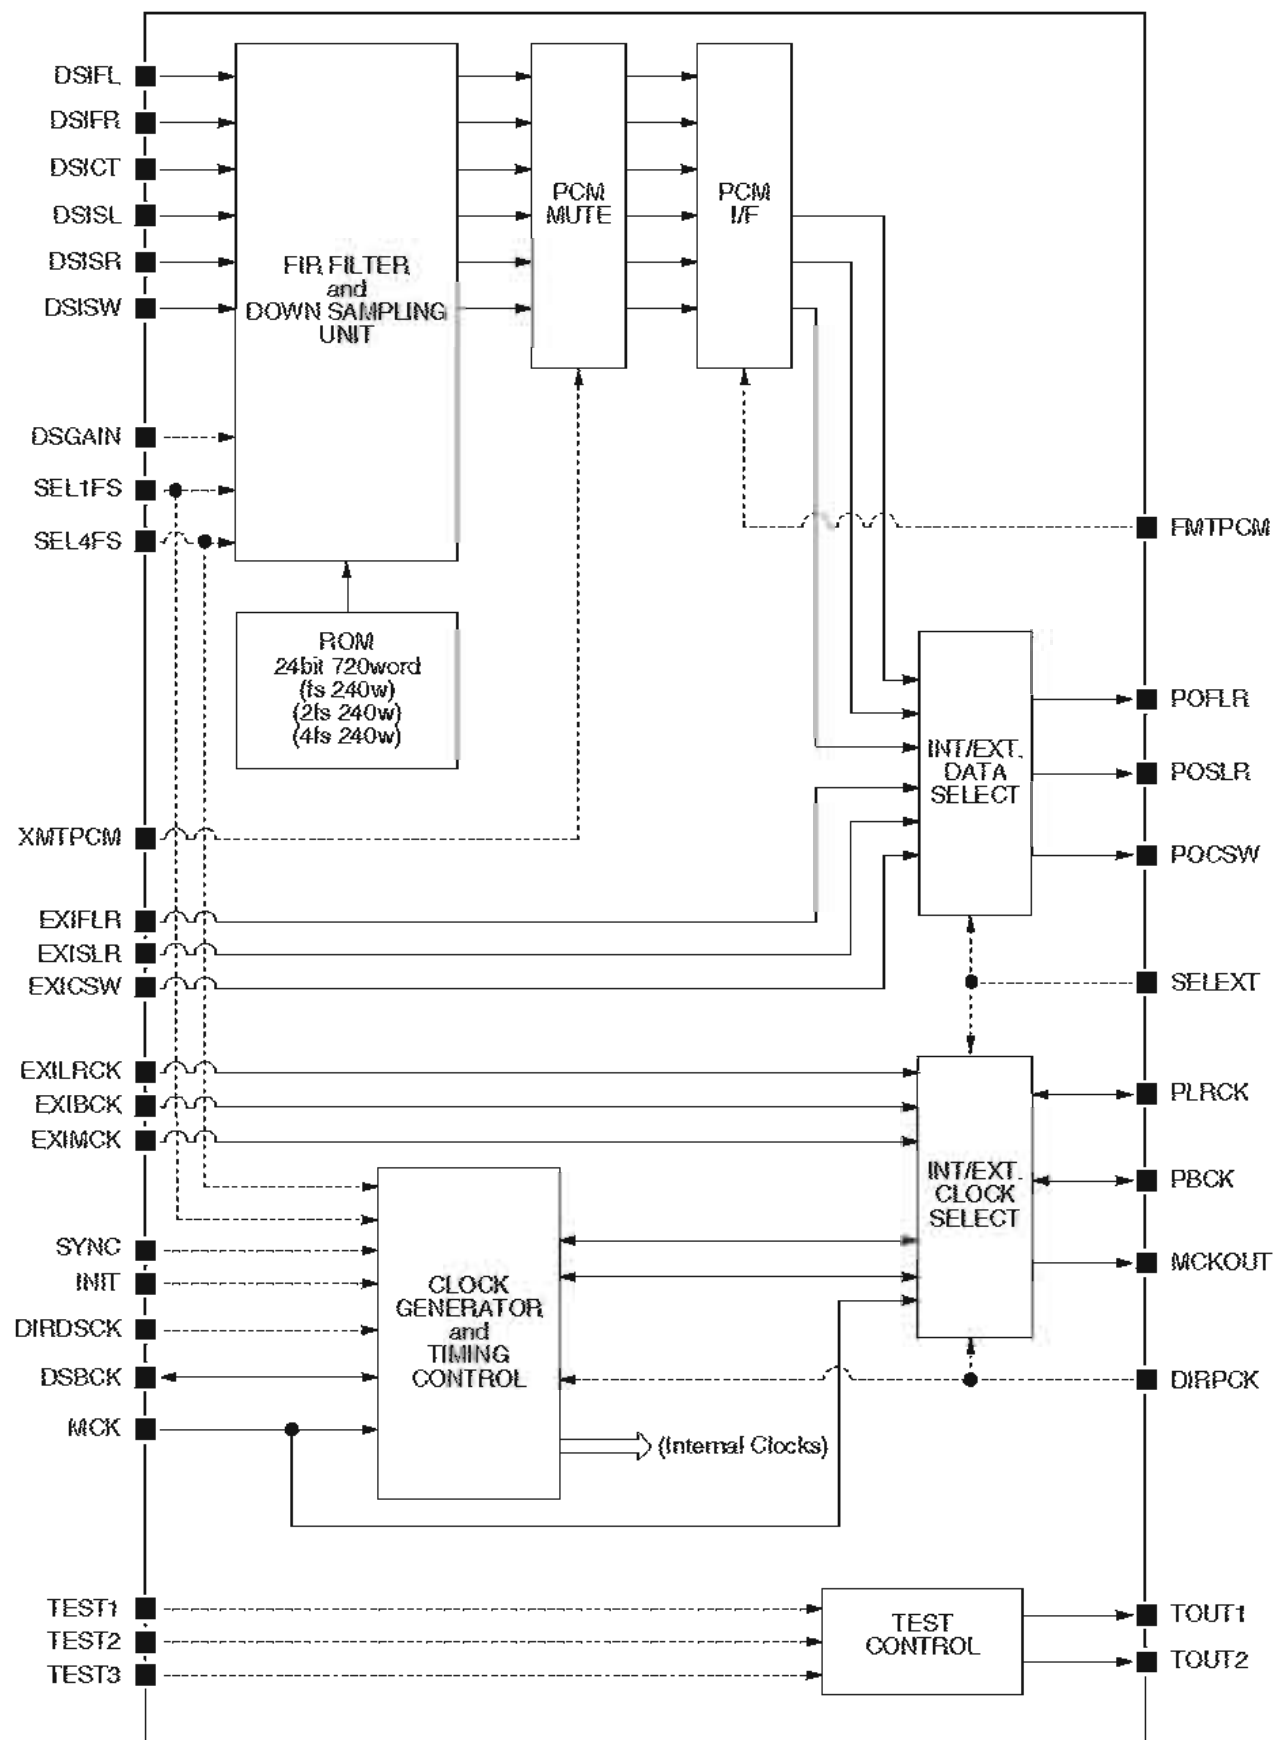 DSIFL
DSIFR
DSICT
DSISL
DSISR
DSISW
DSGAIN
SEL1FS
SEL4FS
FIR FILTER
and
DOWN SAMPLING
UNIT
PCM
MUTE
PCM
I/F
FMTPCM
ROM
24bit 720word
(fs 240w)
(2fs 240w)
(4fs 240w)
INT/EXT.
DATA
SELECT
POFLR
POSLR
POCSW
XMTPCM
EXIFLR
EXISLR
EXICSW
SELEXT
EXILRCK
EXIBCK
EXIMCK
INT/EXT.
CLOCK
SELECT
PLRCK
PBCK
MCKOUT
SYNC
INIT
DIRDSCK
DSBCK
MCK
CLOCK
GENERATOR
and
TIMING
CONTROL
(Internal Clocks)
DIRPCK
TEST1
TEST2
TEST3
TEST
CONTROL
TOUT1
TOUT2